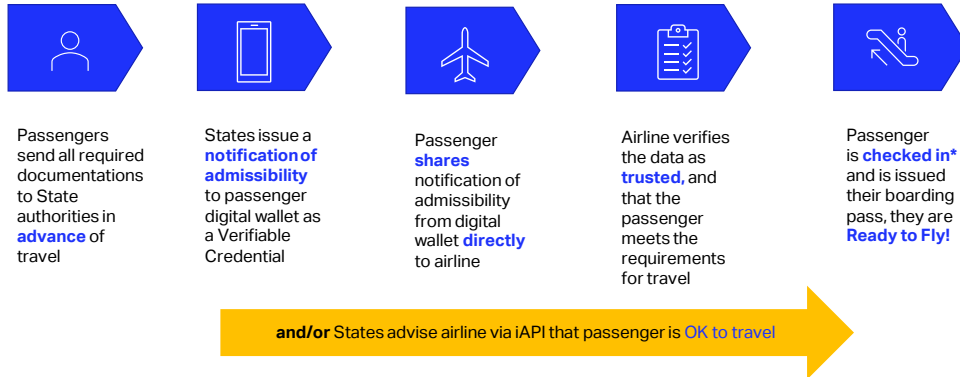 Passengers
send all required
documentations
to State
authorities in
advance of
travel
States issue a
notification of
admissibility
to passenger
digital wallet as
a Verifiable
Credential
Passenger
shares
notification of
admissibility
from digital
wallet directly
to airline
Airline verifies
the data as
trusted, and
that the
passenger
meets the
requirements
for travel
Passenger
is checked in*
and is issued
their boarding
pass, they are
Ready to Fly!
and/or States advise airline via iAPI that passenger is OK to travel